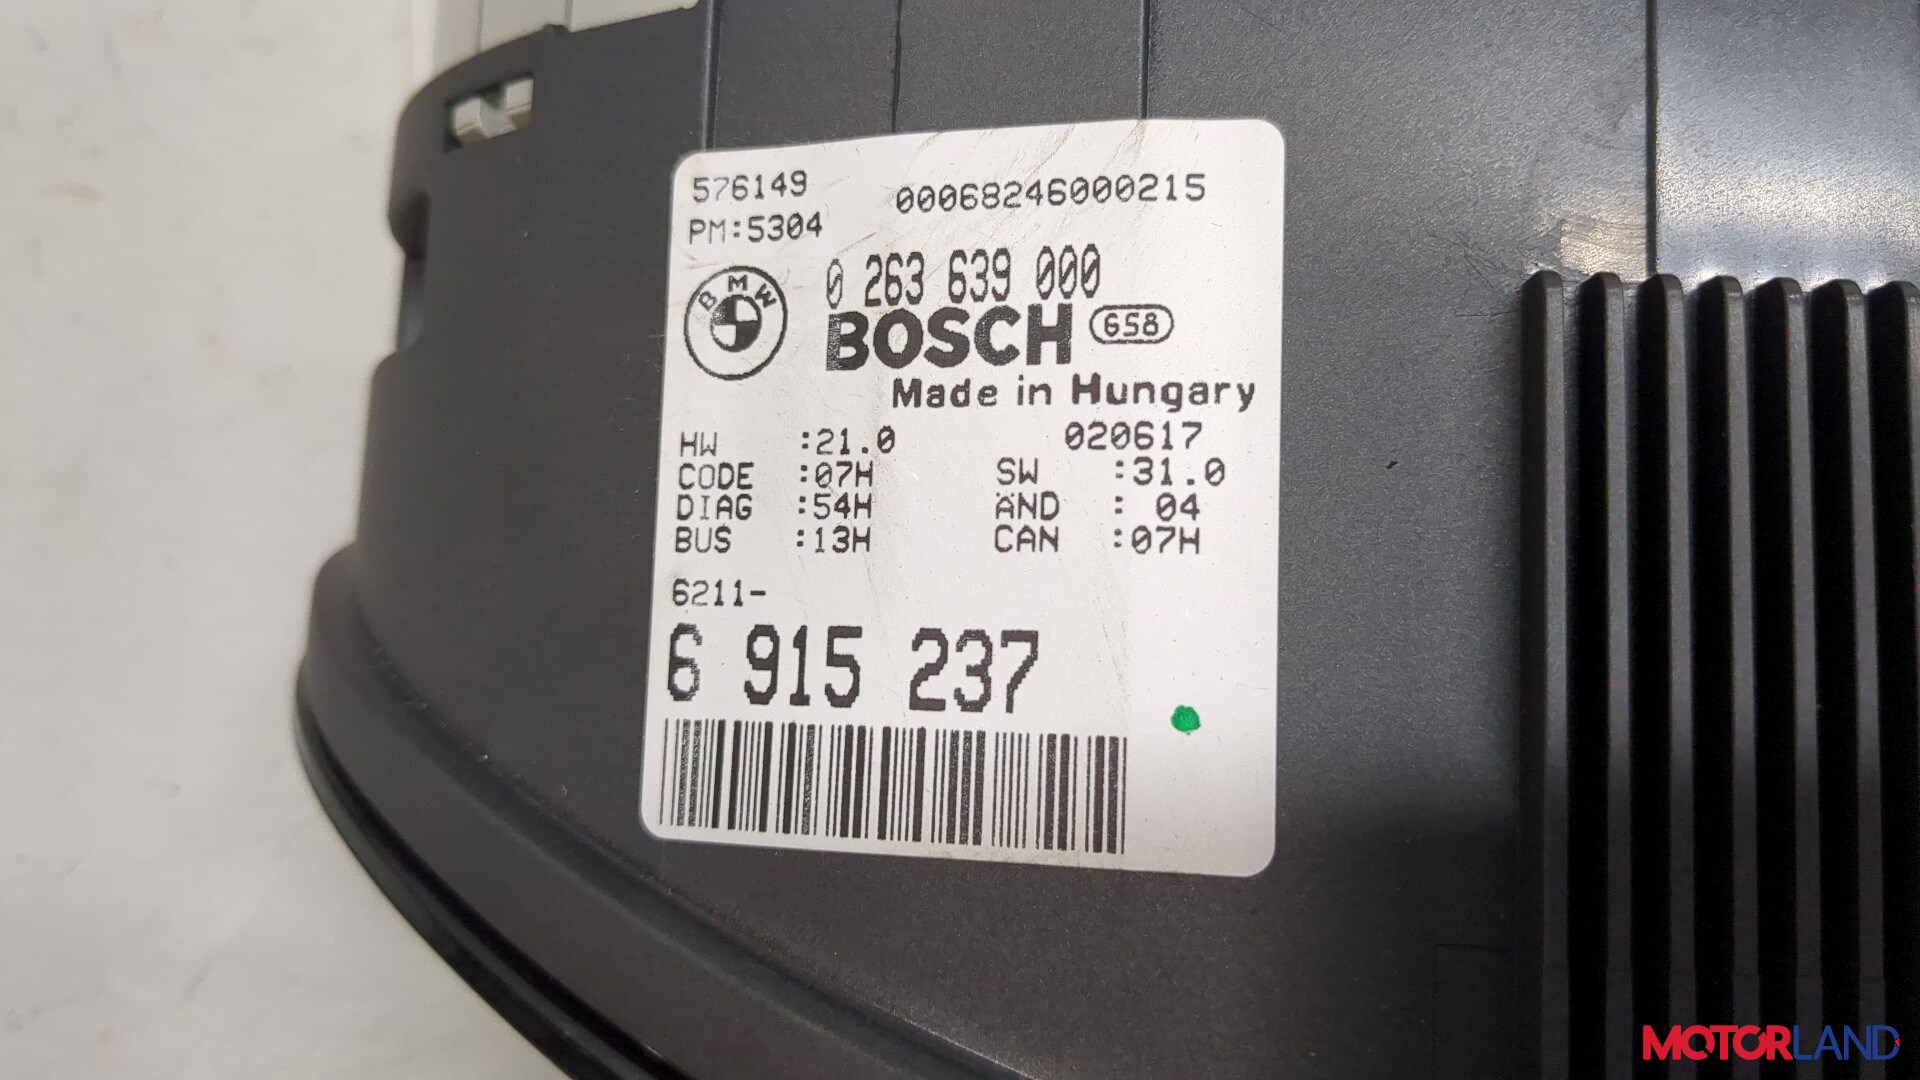 576149 00068246000215
PM:5304
BMW
0 263 639 000
BOSCH 658
Made in Hungary
HW :21.0 020617
CODE :07H SW :31.0
DIAG :54H AND : 04
BUS :13H CAN :07H
6211-
6 915 237
MOTORLAND